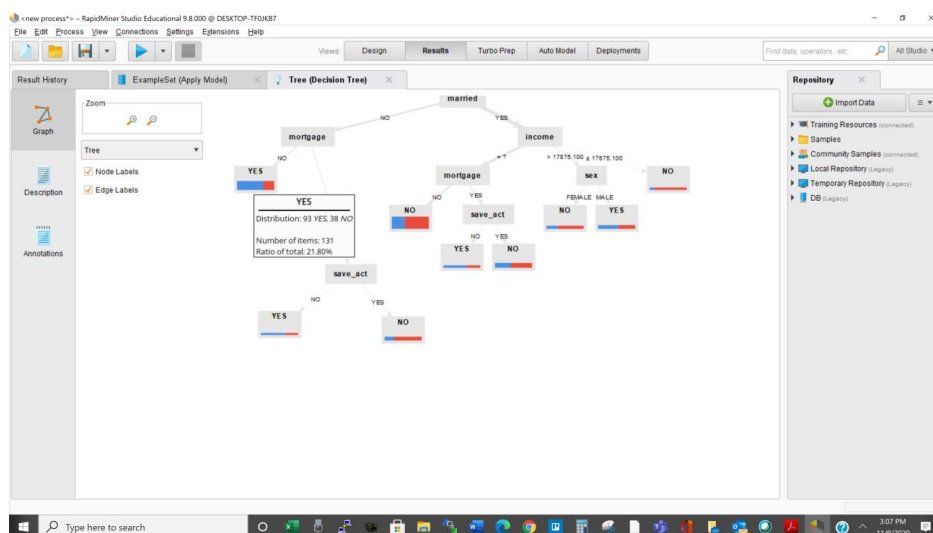 <new process*> – RapidMiner Studio Educational 9.8.000 @ DESKTOP-TF0JKB7
File Edit Process View Connections Settings Extensions Help
Views: Design Results Turbo Prep Auto Model Deployments
Find data, operators...etc
All Studio
Result History
ExampleSet (Apply Model)
Tree (Decision Tree)
Repository
Graph
Description
Annotations
Zoom
Tree
Node Labels
Edge Labels
married
NO YES
mortgage income
NO
= ? > 17876.100 ≤ 17876.100
YES mortgage sex NO
NO YES FEMALE MALE
NO save_act NO YES
NO YES
YES NO
YES
Distribution: 93 YES, 38 NO
Number of items: 131
Ratio of total: 21.80%
save_act
NO YES
YES NO
Import Data
Training Resources (connected)
Samples
Community Samples (connected)
Local Repository (Legacy)
Temporary Repository (Legacy)
DB (Legacy)
Type here to search
3:07 PM